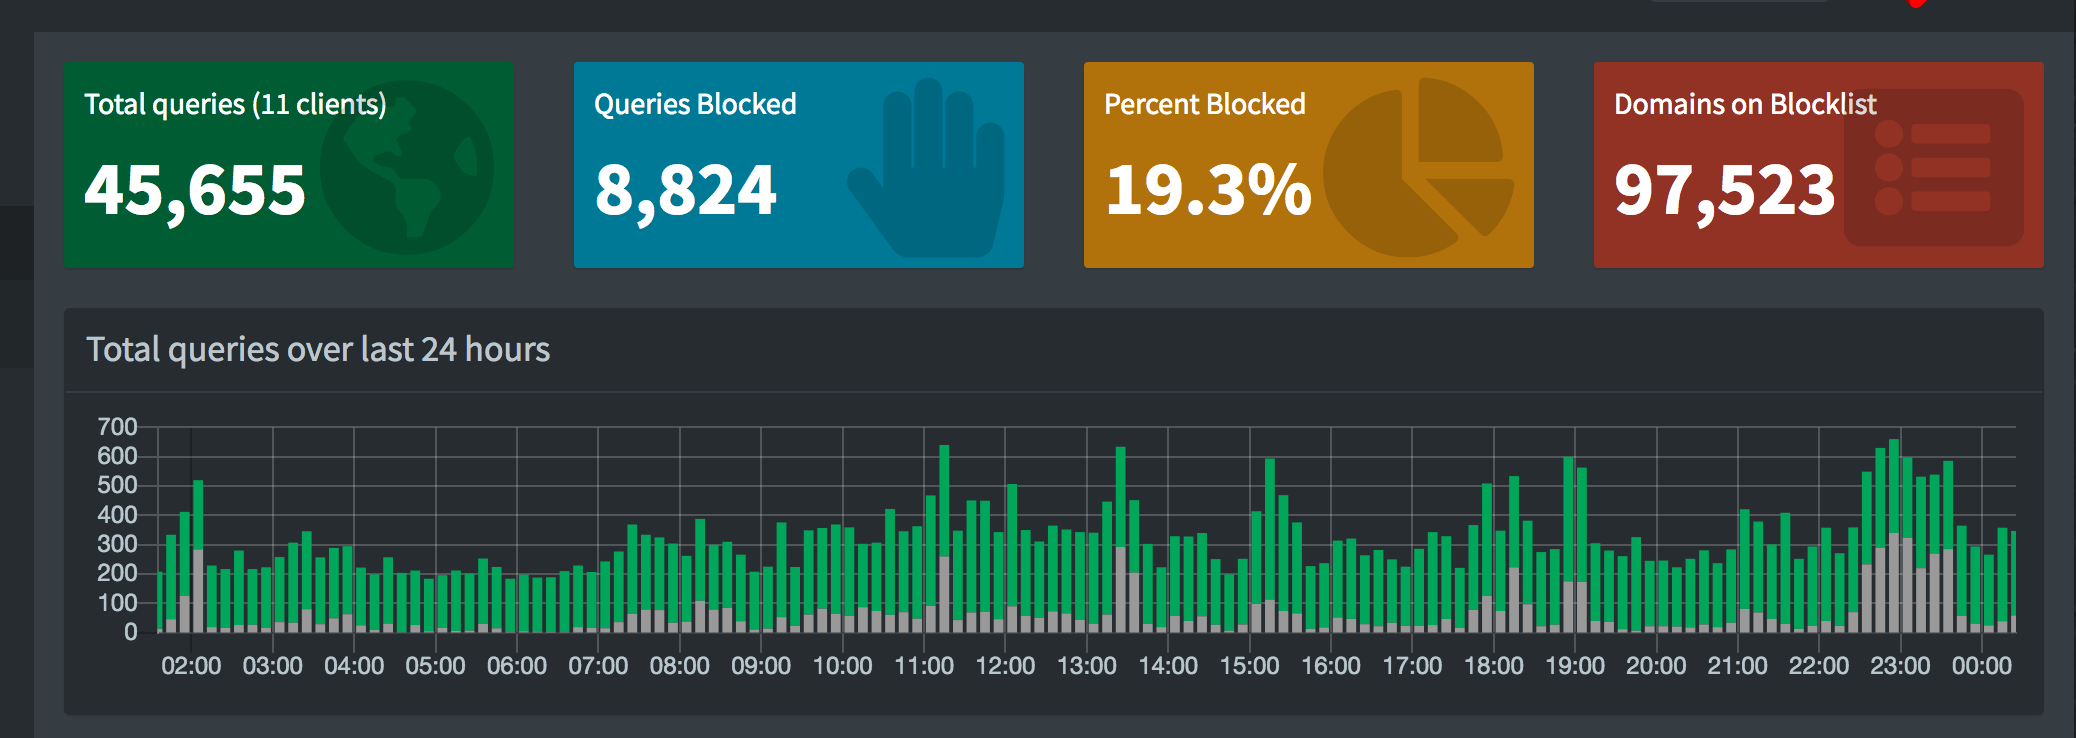 Total queries (11 clients)
45,655
Queries Blocked
8,824
Percent Blocked
19.3%
Domains on Blocklist
97,523
Total queries over last 24 hours
700
600
500
400
300
200
100
0
02:00 03:00 04:00 05:00 06:00 07:00 08:00 09:00 10:00 11:00 12:00 13:00 14:00 15:00 16:00 17:00 18:00 19:00 20:00 21:00 22:00 23:00 00:00